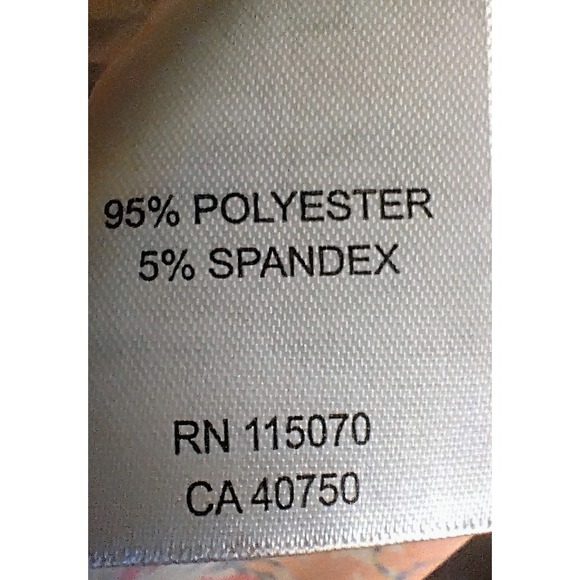 95% POLYESTER
5% SPANDEX
RN 115070
CA 40750